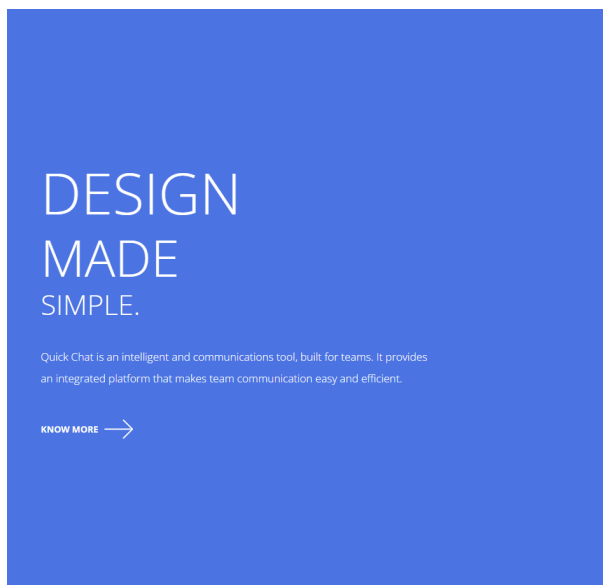 DESIGN
MADE
SIMPLE.
Quick Chat is an intelligent and communications tool, built for teams. It provides
an integrated platform that makes team communication easy and efficient.
KNOW MORE